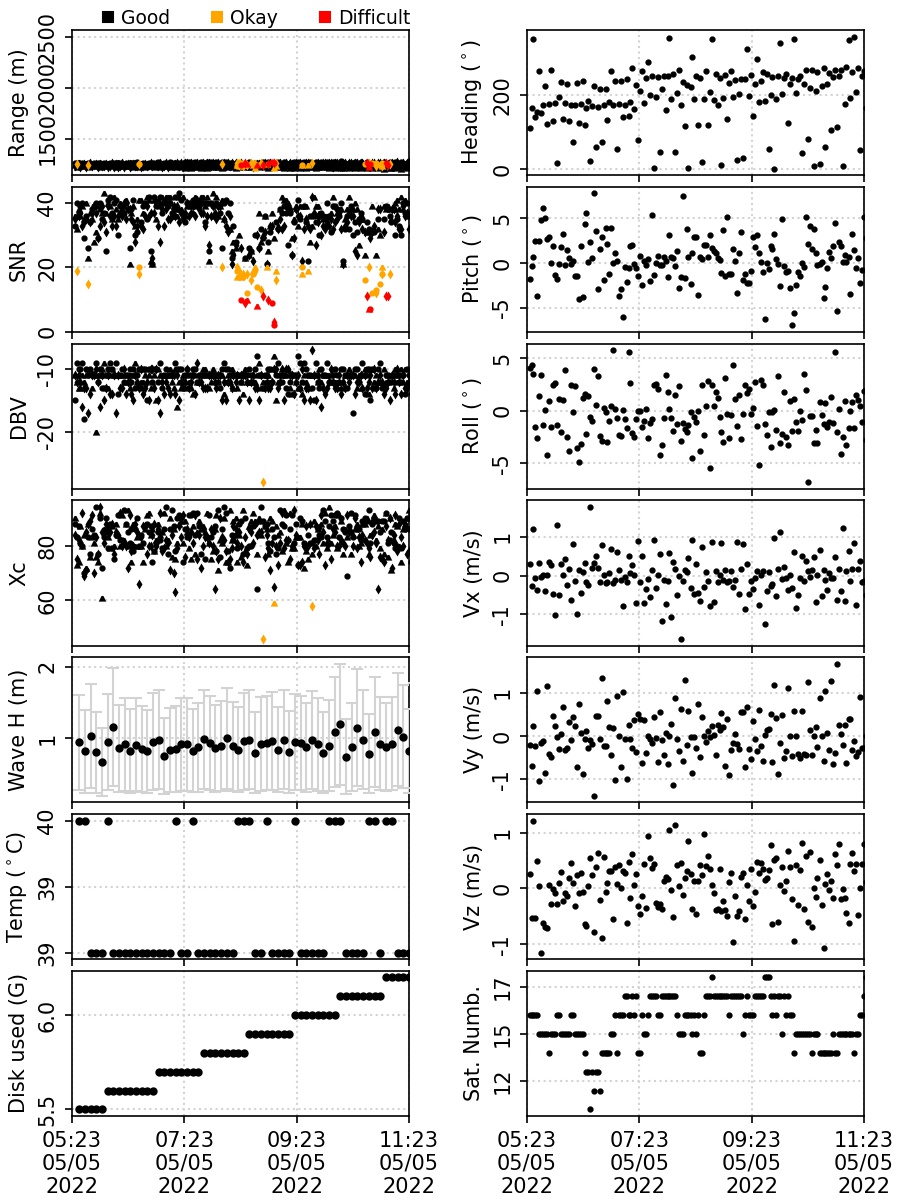 Good Okay Difficult
Range (m)
2500
2000
1500
SNR
40
20
0
DBV
-10
-20
Xc
80
60
Wave H (m)
2
1
Temp (°C)
40
39
39
Disk used (G)
6.0
5.5
05:23 07:23 09:23 11:23
05/05 05/05 05/05 05/05
2022 2022 2022 2022
Heading (°)
200
0
Pitch (°)
5
0
-5
Roll (°)
5
0
-5
Vx (m/s)
1
0
-1
Vy (m/s)
1
0
-1
Vz (m/s)
1
0
-1
Sat. Numb.
17
15
12
05:23 07:23 09:23 11:23
05/05 05/05 05/05 05/05
2022 2022 2022 2022